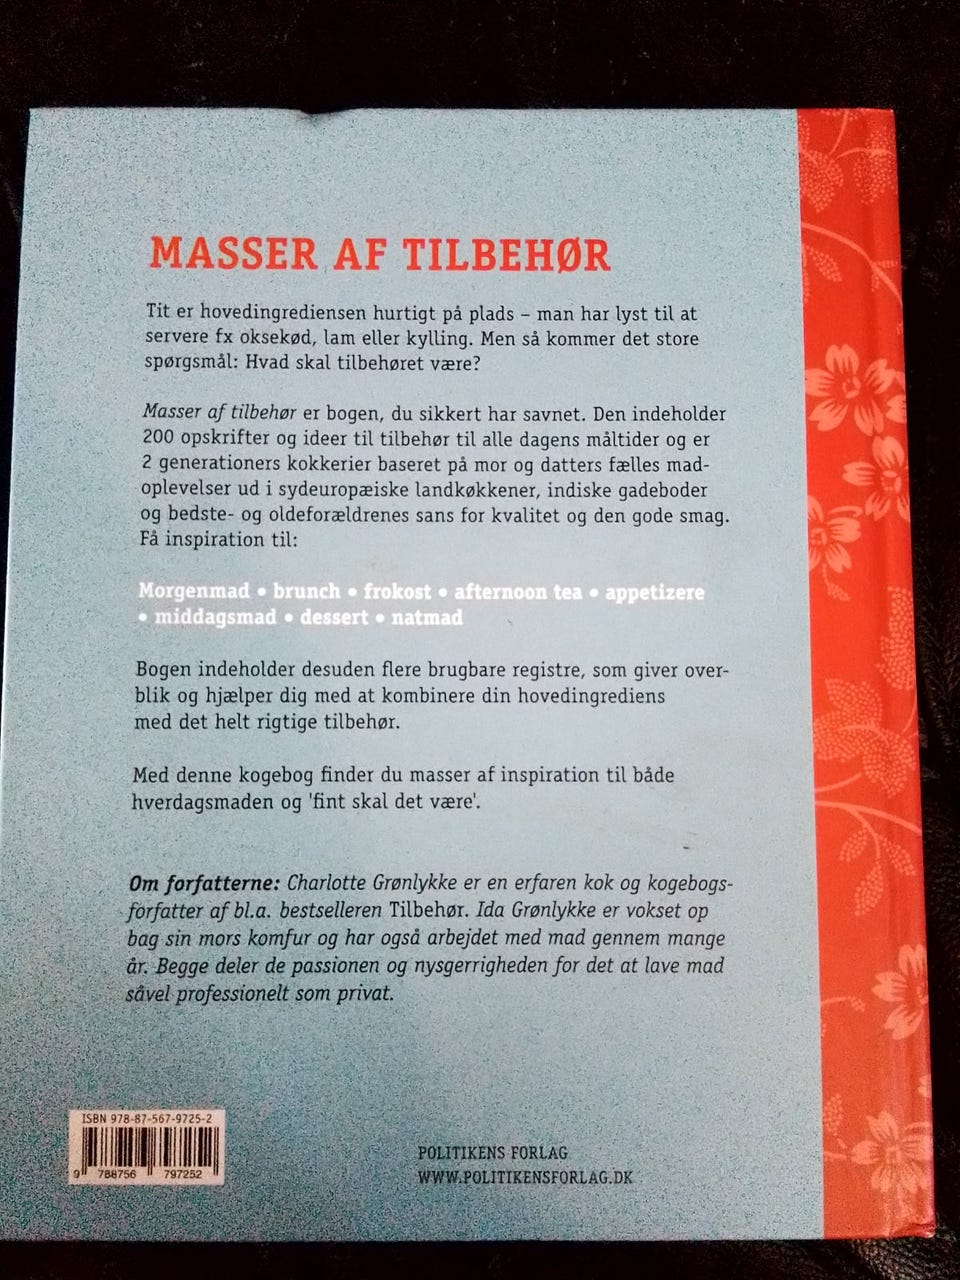 MASSER AF TILBEHØR
Tit er hovedingrediensen hurtigt på plads – man har lyst til at
servere fx oksekød, lam eller kylling. Men så kommer det store
spørgsmål: Hvad skal tilbehøret være?
Masser af tilbehør er bogen, du sikkert har savnet. Den indeholder
200 opskrifter og ideer til tilbehør til alle dagens måltider og er
2 generationers kokkerier baseret på mor og datters fælles mad-
oplevelser ud i sydeuropæiske landkøkkener, indiske gadeboder
og bedste- og oldeforældrenes sans for kvalitet og den gode smag.
Få inspiration til:
Morgenmad • brunch • frokost • afternoon tea • appetizere
• middagsmad • dessert • natmad
Bogen indeholder desuden flere brugbare registre, som giver over-
blik og hjælper dig med at kombinere din hovedingrediens
med det helt rigtige tilbehør.
Med denne kogebog finder du masser af inspiration til både
hverdagsmaden og 'fint skal det være'.
Om forfatterne: Charlotte Grønlykke er en erfaren kok og kogebogs-
forfatter af bl.a. bestselleren Tilbehør. Ida Grønlykke er vokset op
bag sin mors komfur og har også arbejdet med mad gennem mange
år. Begge deler de passionen og nysgerrigheden for det at lave mad
såvel professionelt som privat.
ISBN 978-87-567-9725-2
9 788756 797252
POLITIKENS FORLAG
WWW.POLITIKENSFORLAG.DK